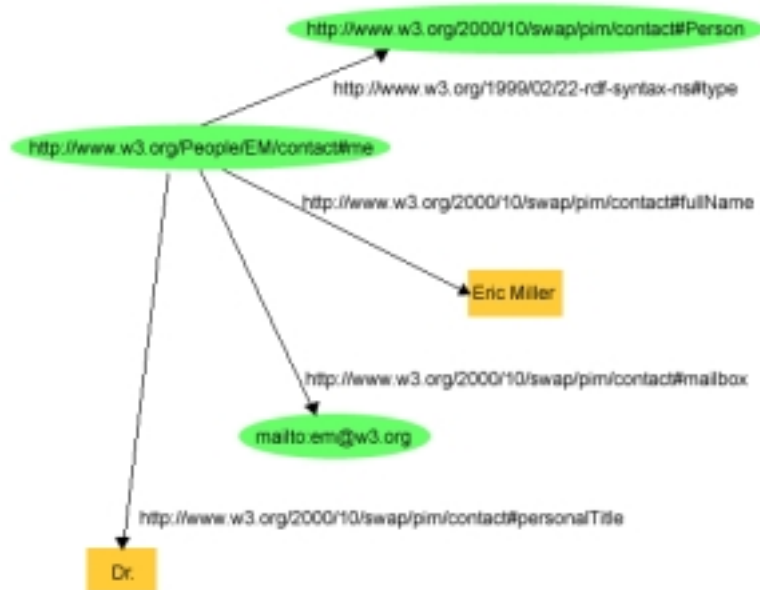 http://www.w3.org/2000/10/swap/pim/contact#Person
http://www.w3.org/1999/02/22-rdf-syntax-ns#type
http://www.w3.org/People/EM/contact#me
http://www.w3.org/2000/10/swap/pim/contact#fullName
Eric Miller
http://www.w3.org/2000/10/swap/pim/contact#mailbox
mailto:em@w3.org
http://www.w3.org/2000/10/swap/pim/contact#personalTitle
Dr.